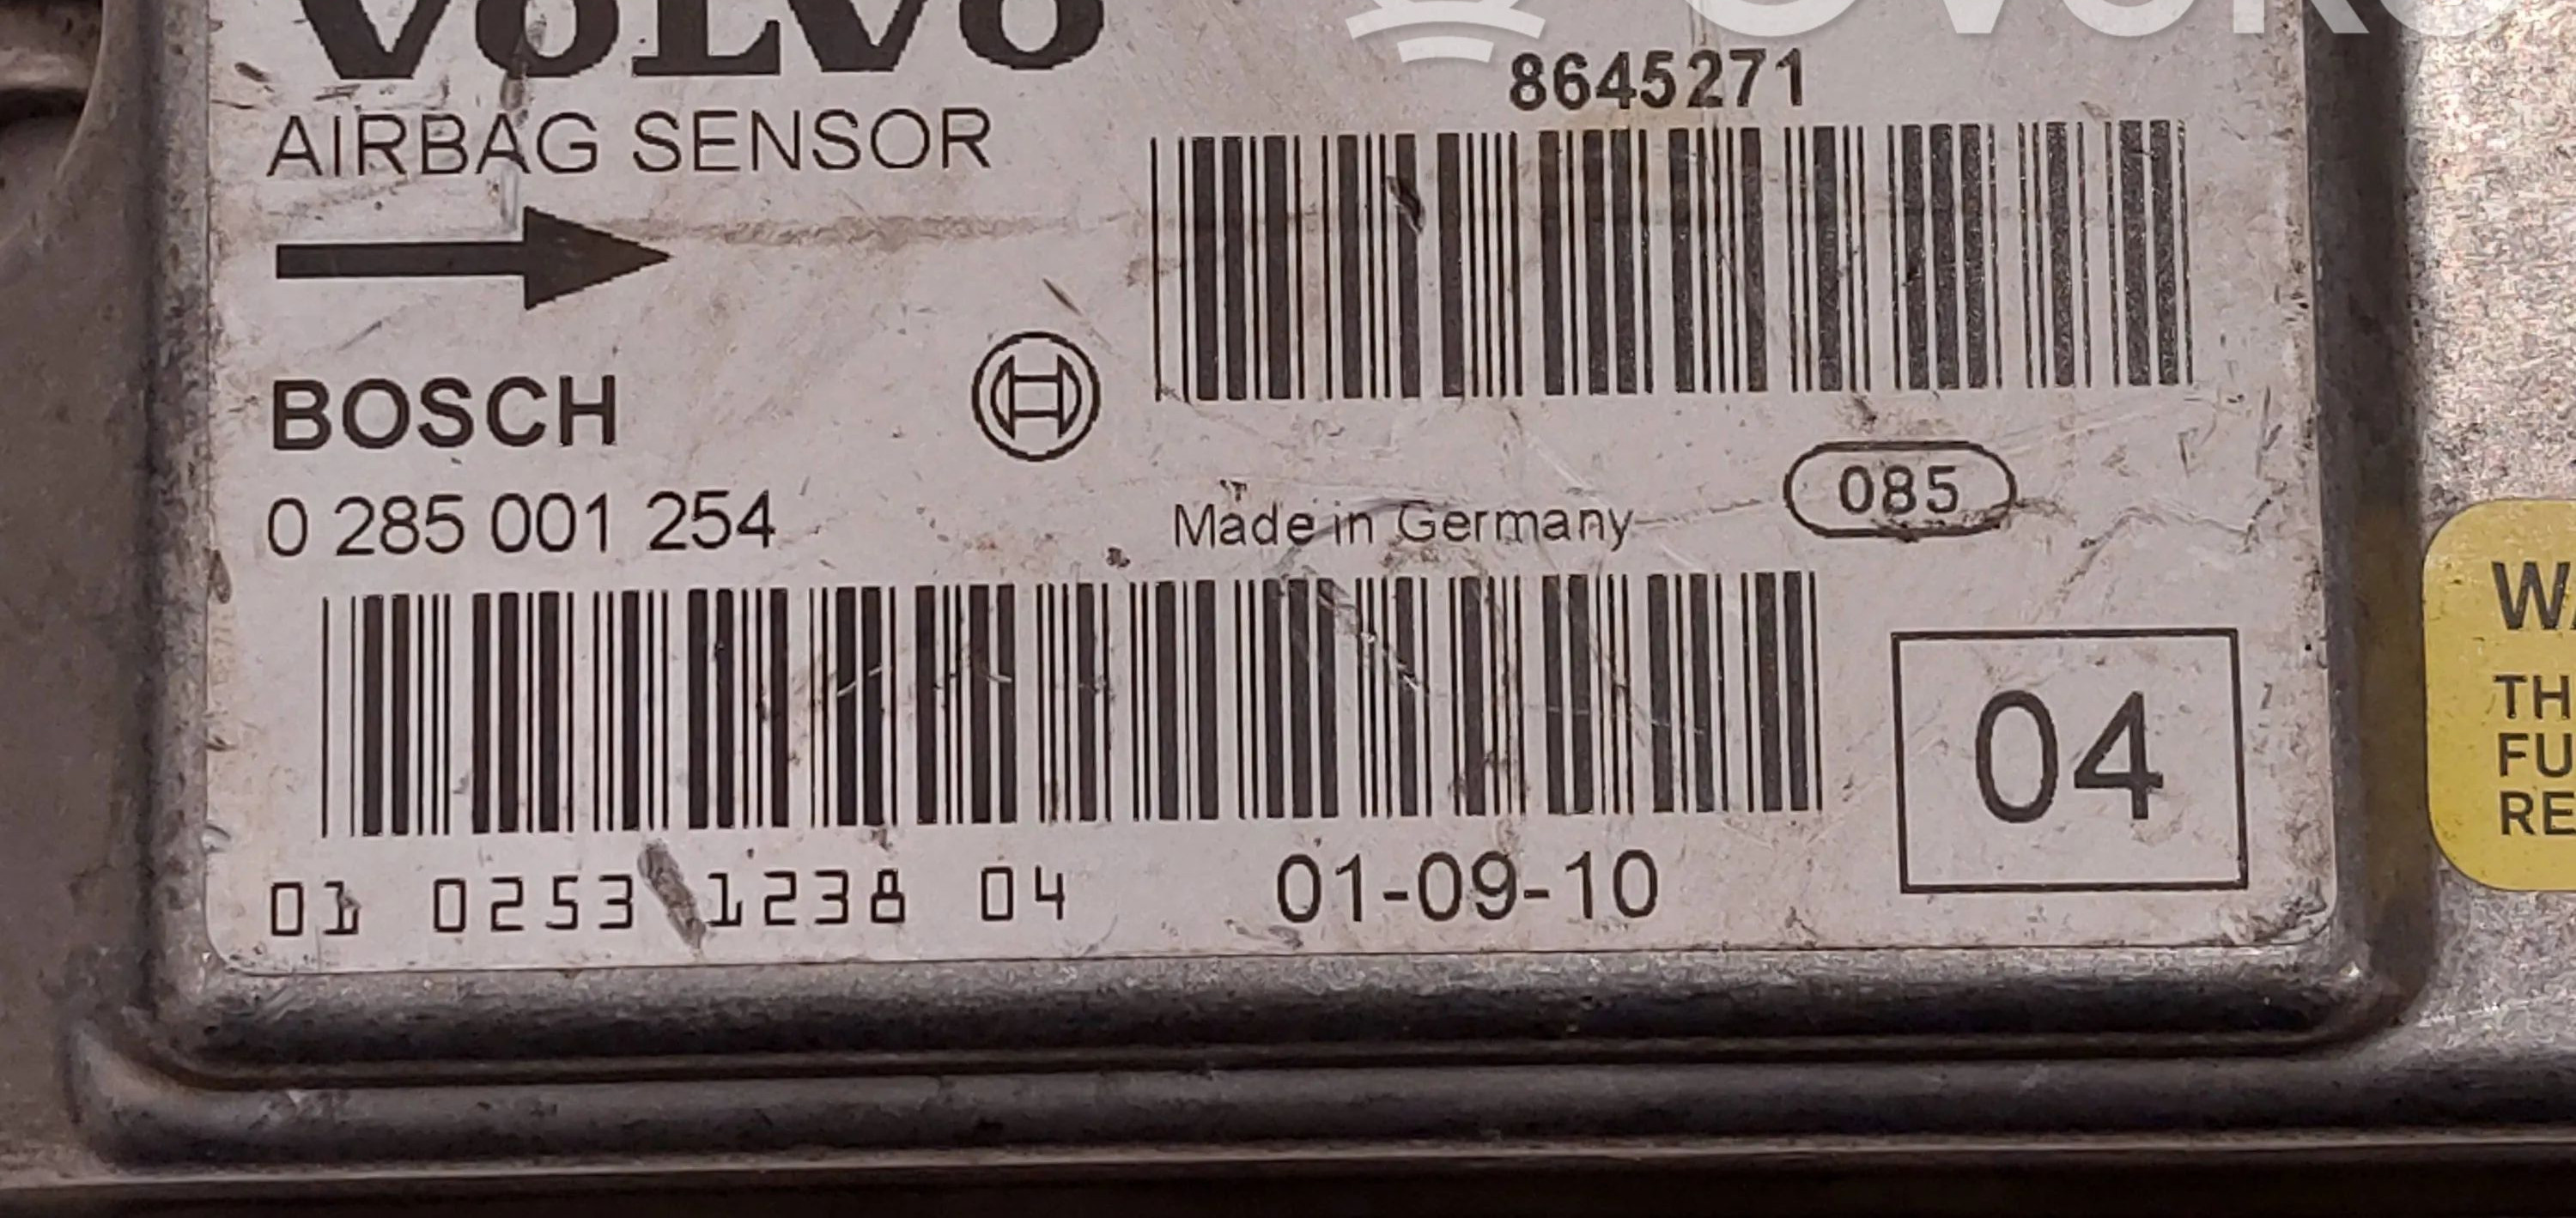 VOLVO
AIRBAG SENSOR
8645271
BOSCH
0 285 001 254
Made in Germany
085
04
01 0253 1238 04
01-09-10